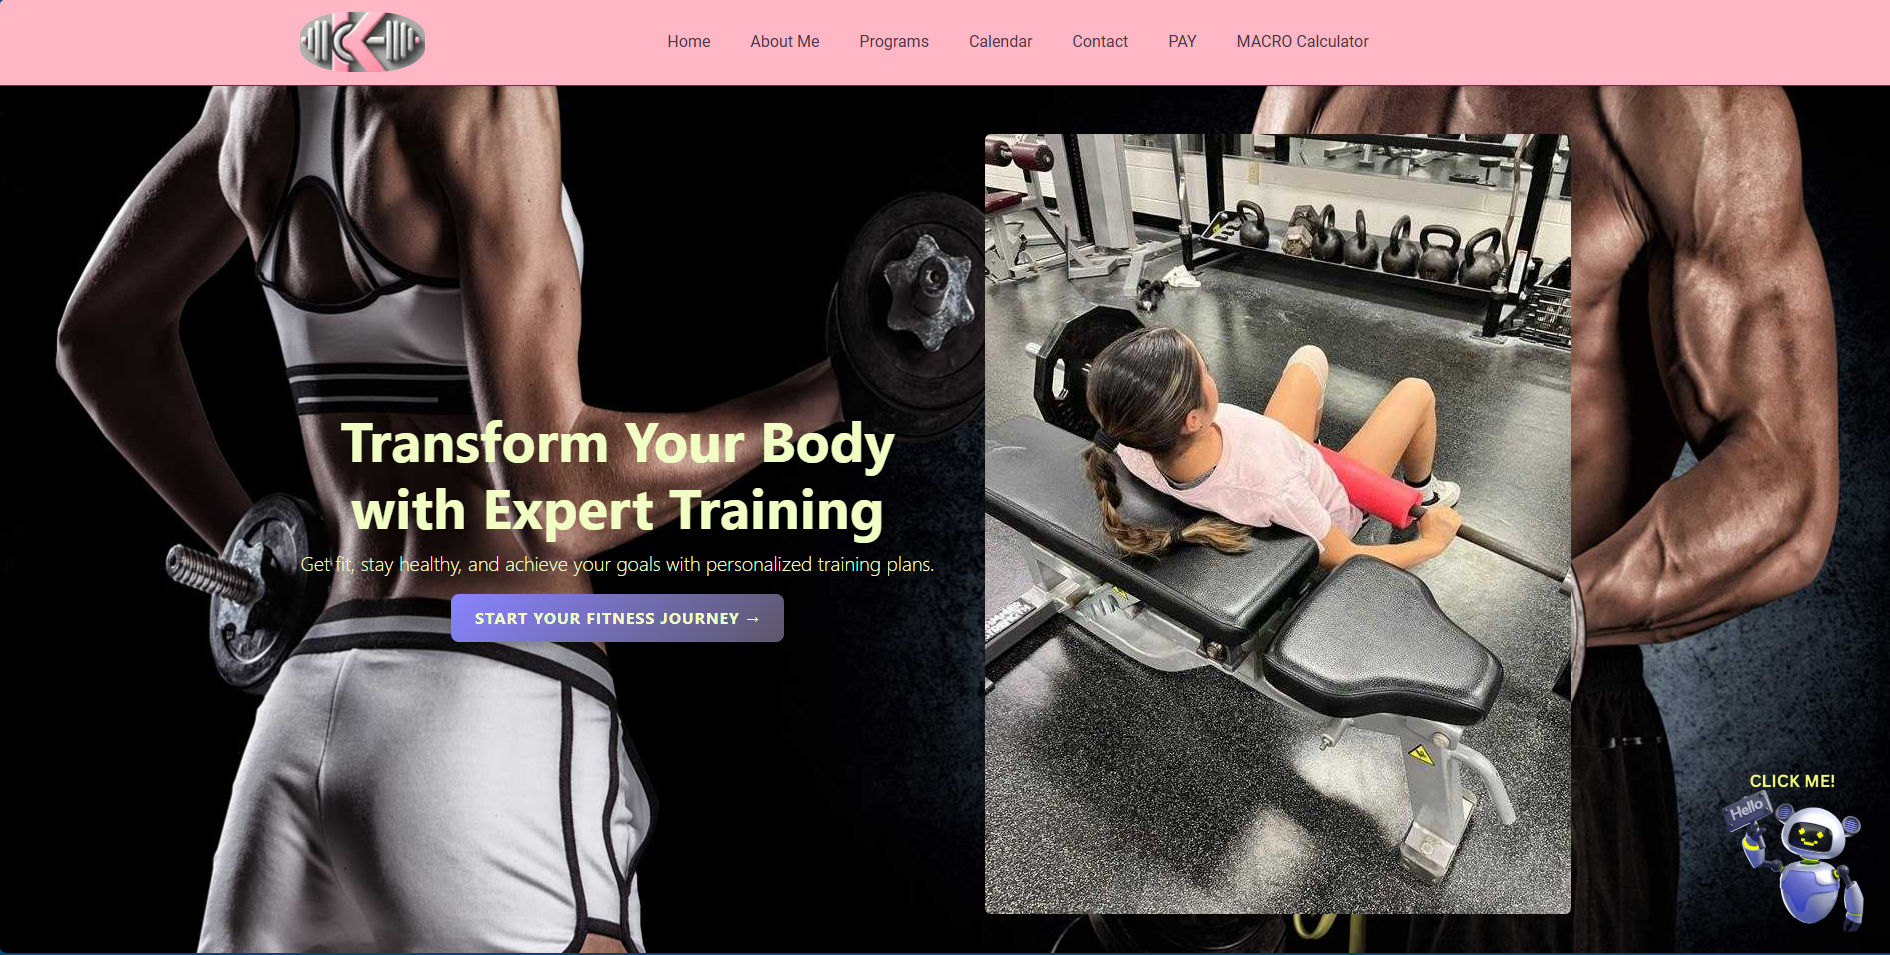 Home
About Me
Programs
Calendar
Contact
PAY
MACRO Calculator
Transform Your Body
with Expert Training
Get fit, stay healthy, and achieve your goals with personalized training plans.
START YOUR FITNESS JOURNEY →
CLICK ME!
Hello